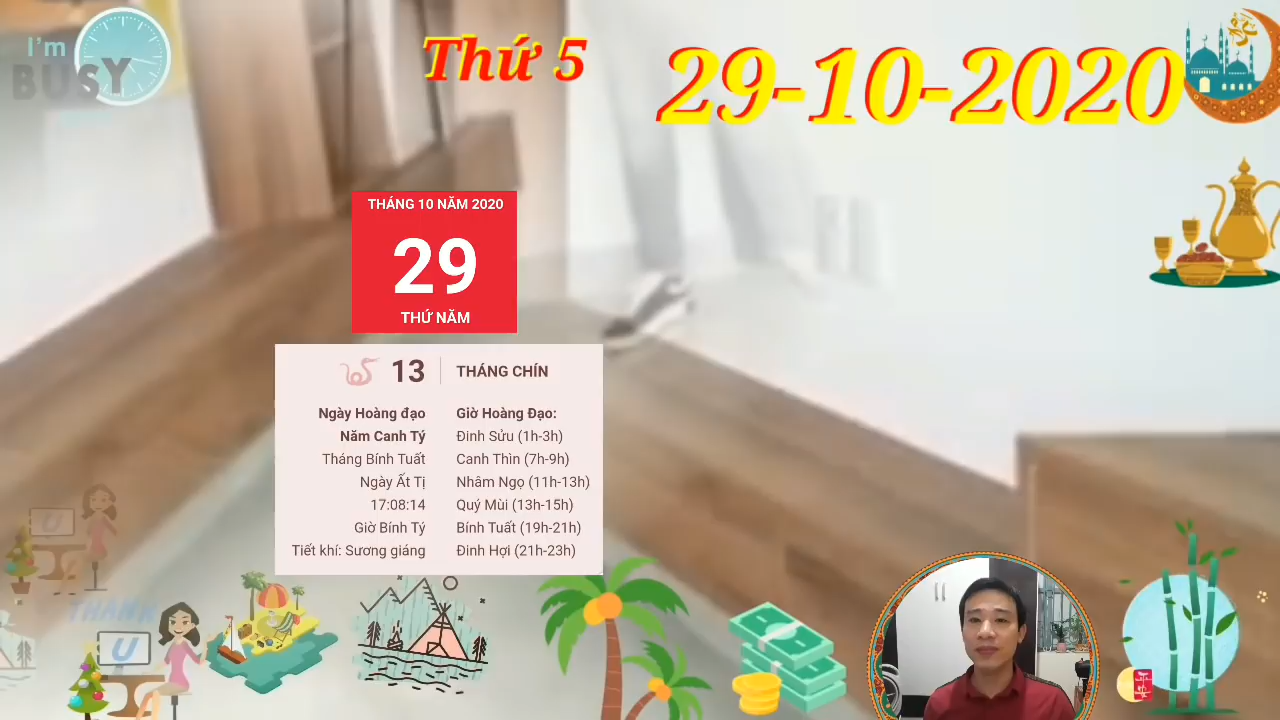 I'm
BUSY
Thứ 5
29-10-2020
THÁNG 10 NĂM 2020
29
THỨ NĂM
13
THÁNG CHÍN
Ngày Hoàng đạo
Năm Canh Tý
Tháng Bính Tuất
Ngày Ất Tị
17:08:14
Giờ Bính Tý
Tiết khí: Sương giáng
Giờ Hoàng Đạo:
Đinh Sửu (1h-3h)
Canh Thìn (7h-9h)
Nhâm Ngọ (11h-13h)
Quý Mùi (13h-15h)
Bính Tuất (19h-21h)
Đinh Hợi (21h-23h)
U
THANK
U